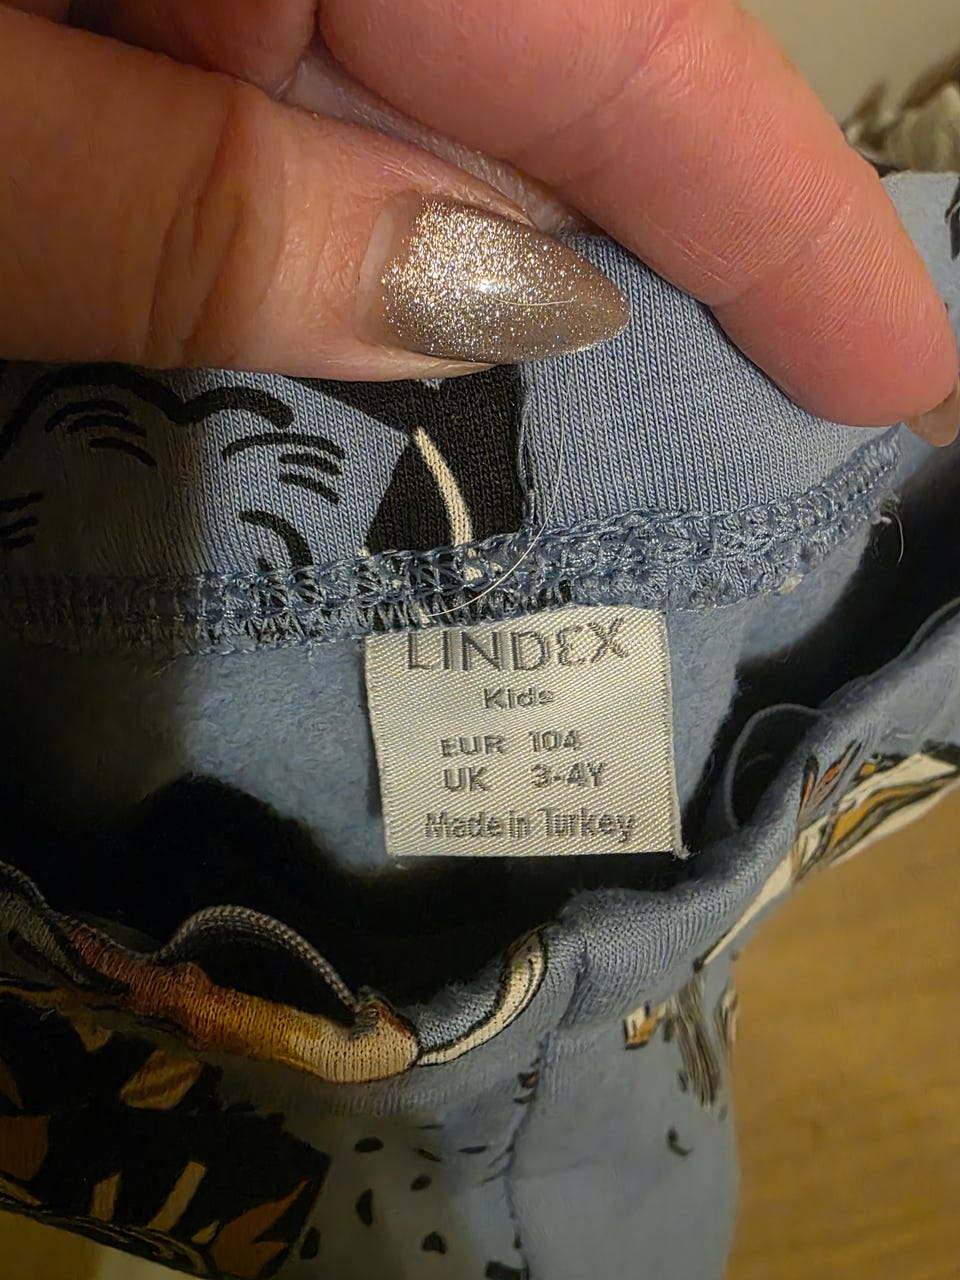 LINDEX
Kids
EUR 104
UK 3-4Y
Made in Turkey